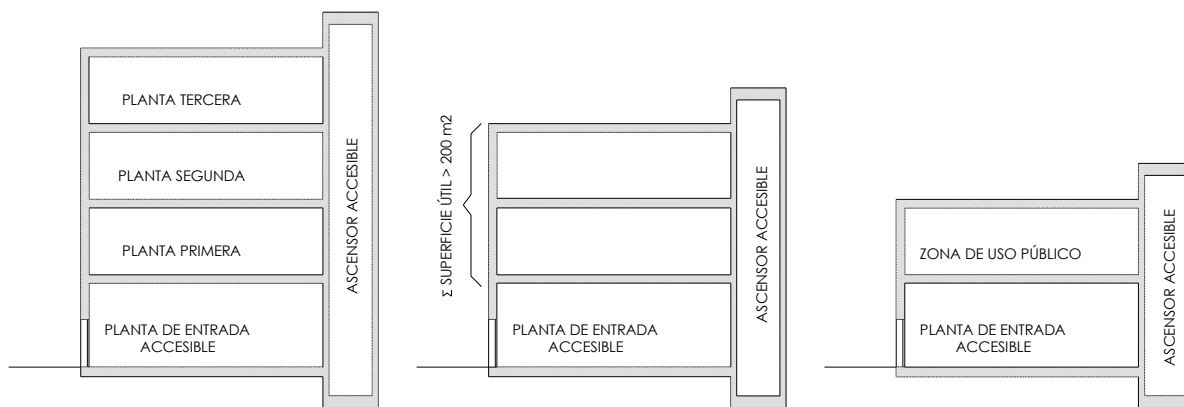 PLANTA TERCERA
PLANTA SEGUNDA
PLANTA PRIMERA
PLANTA DE ENTRADA
ACCESIBLE
ASCENSOR ACCESIBLE
Σ SUPERFICIE ÚTIL > 200 m2
PLANTA DE ENTRADA
ACCESIBLE
ASCENSOR ACCESIBLE
ZONA DE USO PÚBLICO
PLANTA DE ENTRADA
ACCESIBLE
ASCENSOR ACCESIBLE